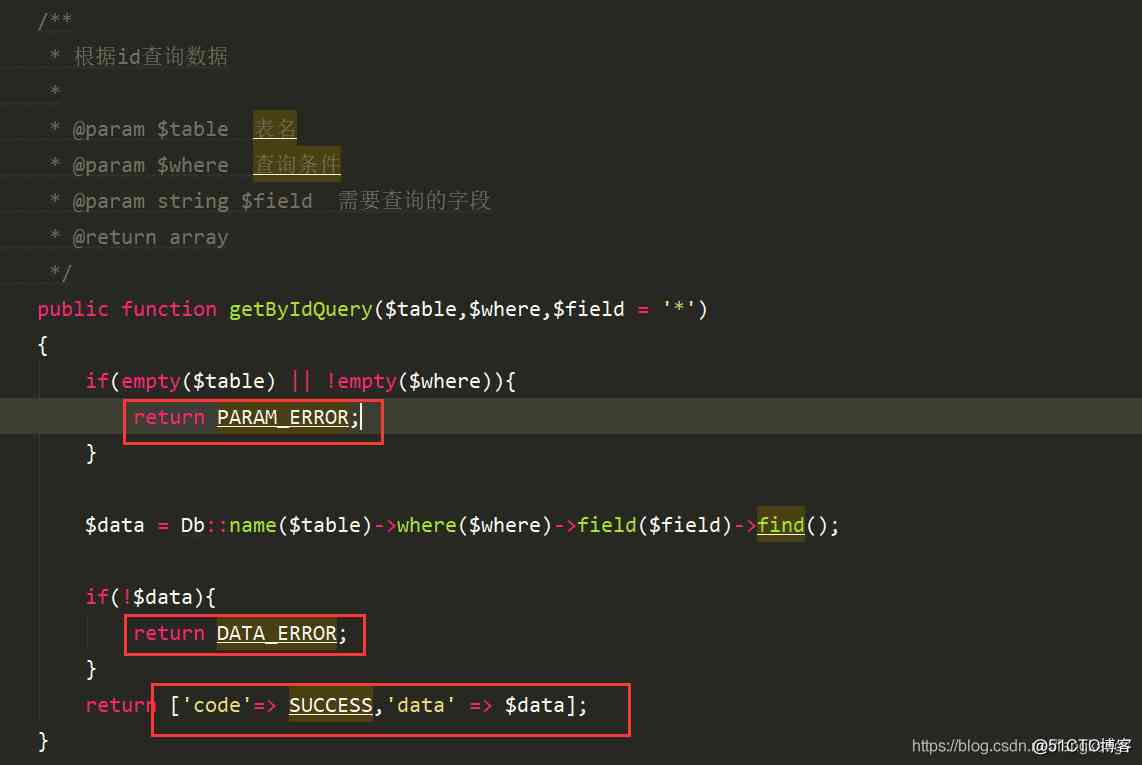 /**
 * 根据id查询数据
 *
 * @param $table  表名
 * @param $where  查询条件
 * @param string $field  需要查询的字段
 * @return array
 */
public function getByIdQuery($table,$where,$field = '*')
{
    if(empty($table) || !empty($where)){
        return PARAM_ERROR;
    }
    $data = Db::name($table)->where($where)->field($field)->find();
    if(!$data){
        return DATA_ERROR;
    }
    return ['code'=> SUCCESS,'data' => $data];
}
https://blog.csdn. @51CTO博客